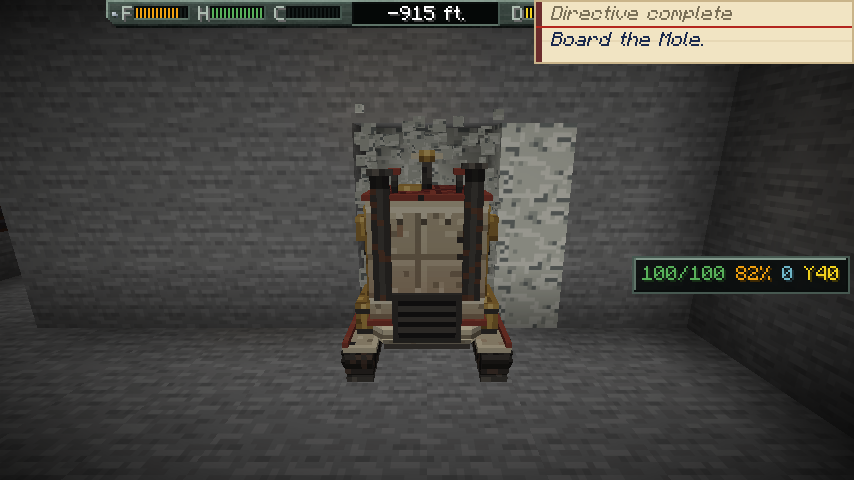 F H C -915 ft. D
Directive complete
Board the Mole.
100/100 82% 0 Y40